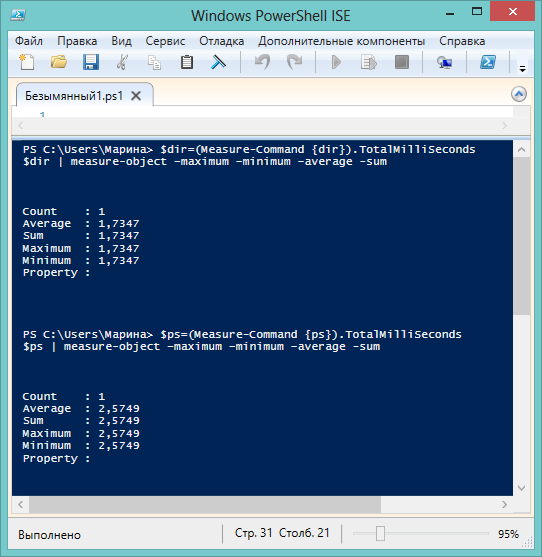 Windows PowerShell ISE
Файл Правка Вид Сервис Отладка Дополнительные компоненты Справка
Безымянный1.ps1
1
PS C:\Users\Марина> $dir=(Measure-Command {dir}).TotalMilliSeconds
$dir | measure-object -maximum -minimum -average -sum
Count    : 1
Average  : 1,7347
Sum      : 1,7347
Maximum  : 1,7347
Minimum  : 1,7347
Property :
PS C:\Users\Марина> $ps=(Measure-Command {ps}).TotalMilliSeconds
$ps | measure-object -maximum -minimum -average -sum
Count    : 1
Average  : 2,5749
Sum      : 2,5749
Maximum  : 2,5749
Minimum  : 2,5749
Property :
Выполнено Стр. 31 Столб. 21 95%